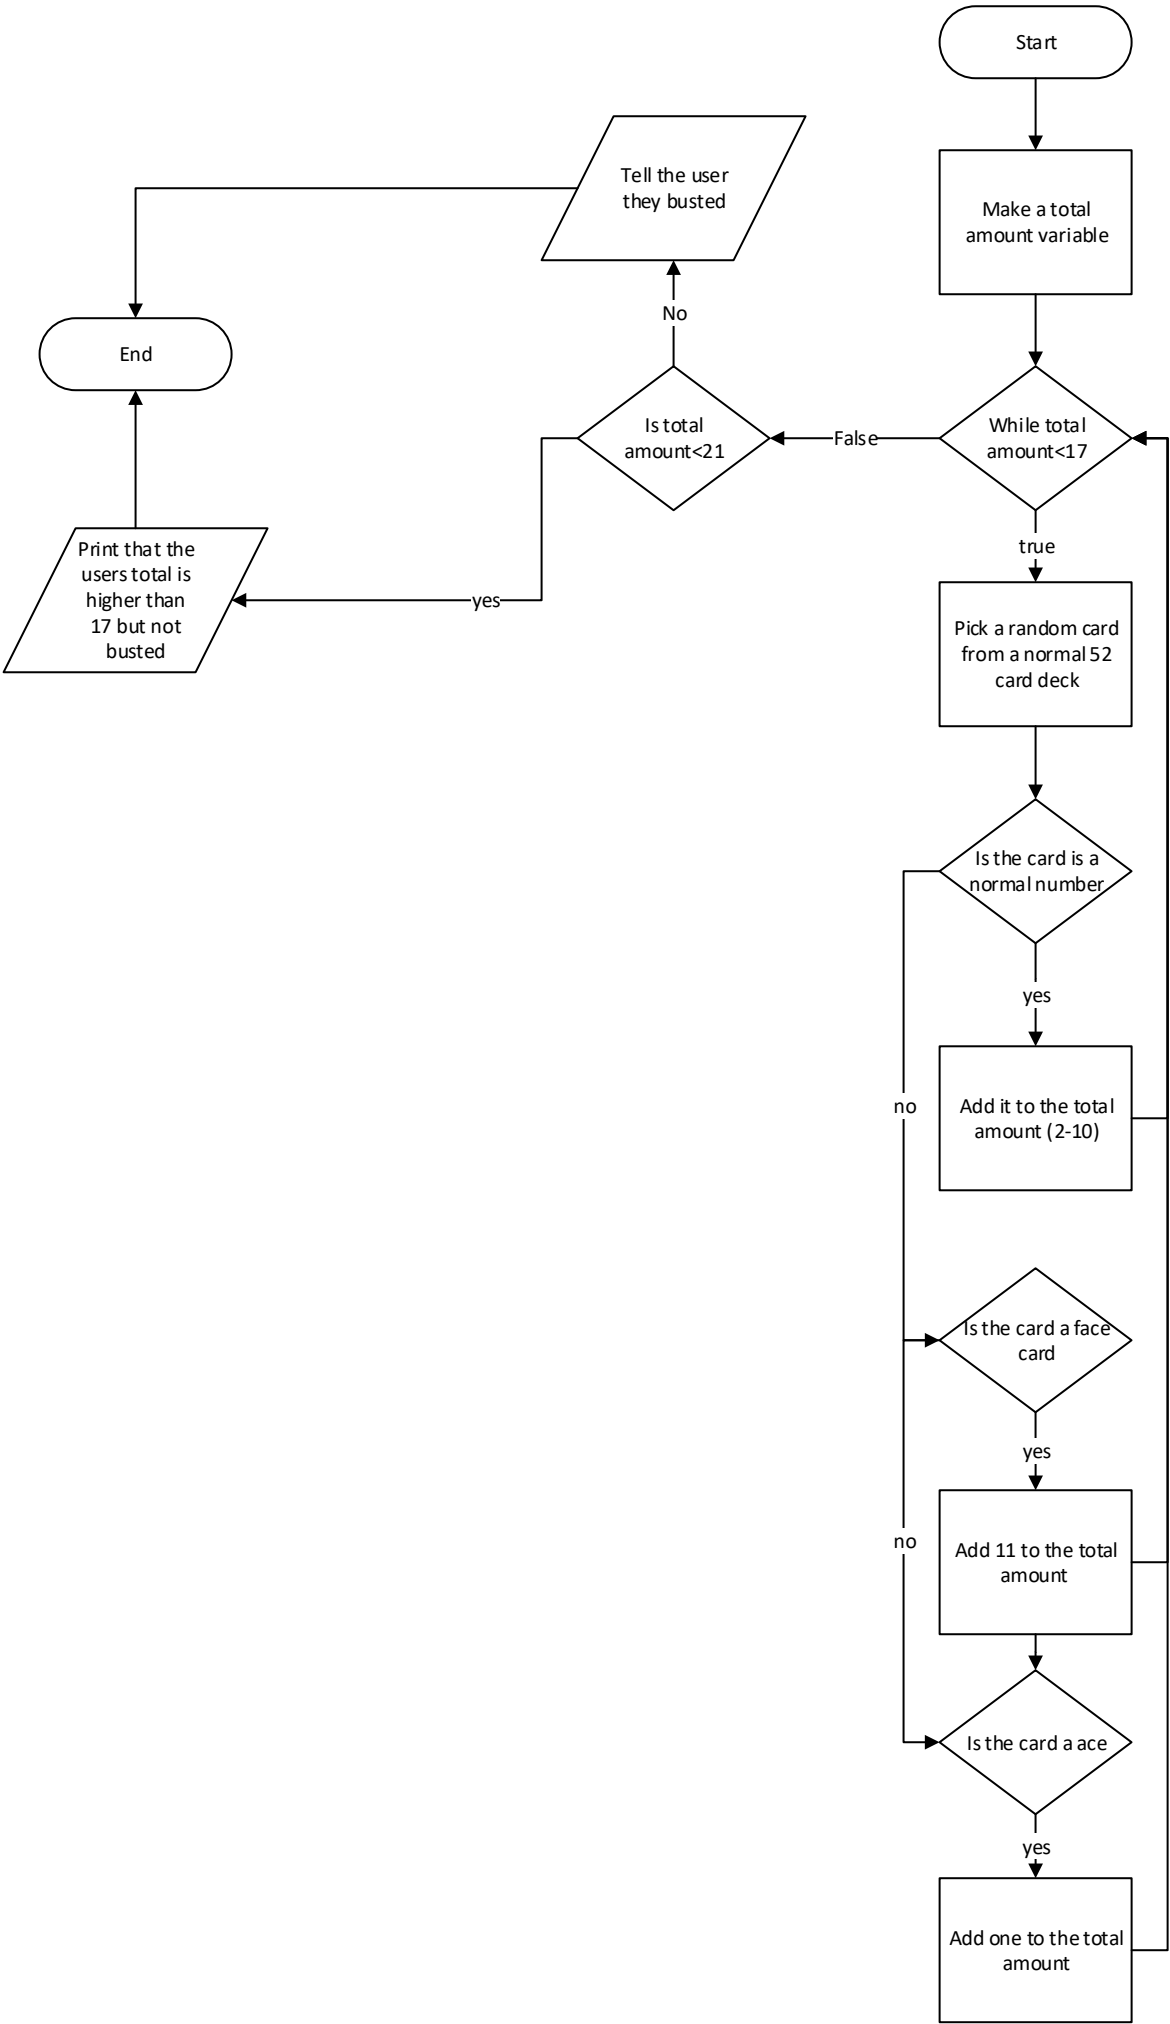 Start
Make a total
amount variable
While total
amount<17
true
Pick a random card
from a normal 52
card deck
Is the card is a
normal number
yes
no
Add it to the total
amount (2-10)
Is the card a face
card
yes
no
Add 11 to the total
amount
Is the card a ace
yes
Add one to the total
amount
False
Is total
amount<21
No
Tell the user
they busted
yes
Print that the
users total is
higher than
17 but not
busted
End